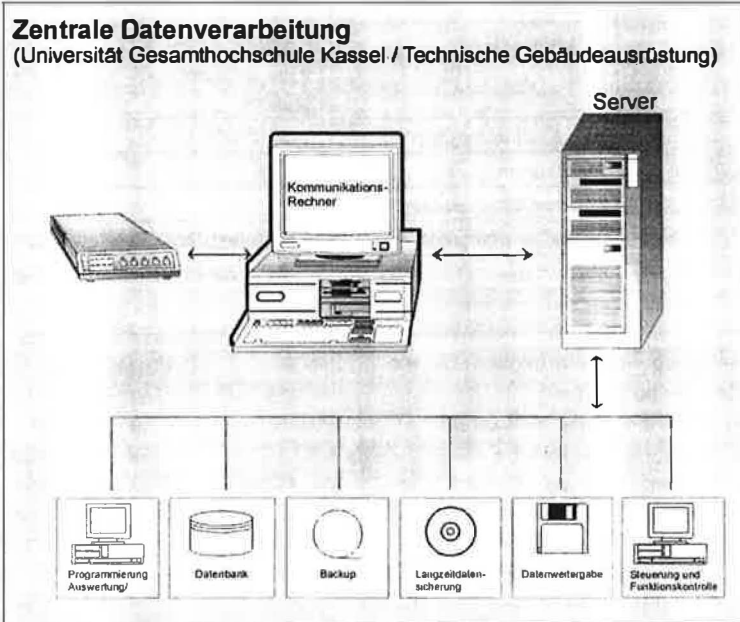 Zentrale Datenverarbeitung
(Universität Gesamthochschule Kassel / Technische Gebäudeausrüstung)
Server
Kommunikations-
Rechner
Programmierung
Auswertung/
Datenbank
Backup
Langzeitdaten-
sicherung
Datenweitergabe
Steuerung und
Funktionskontrolle